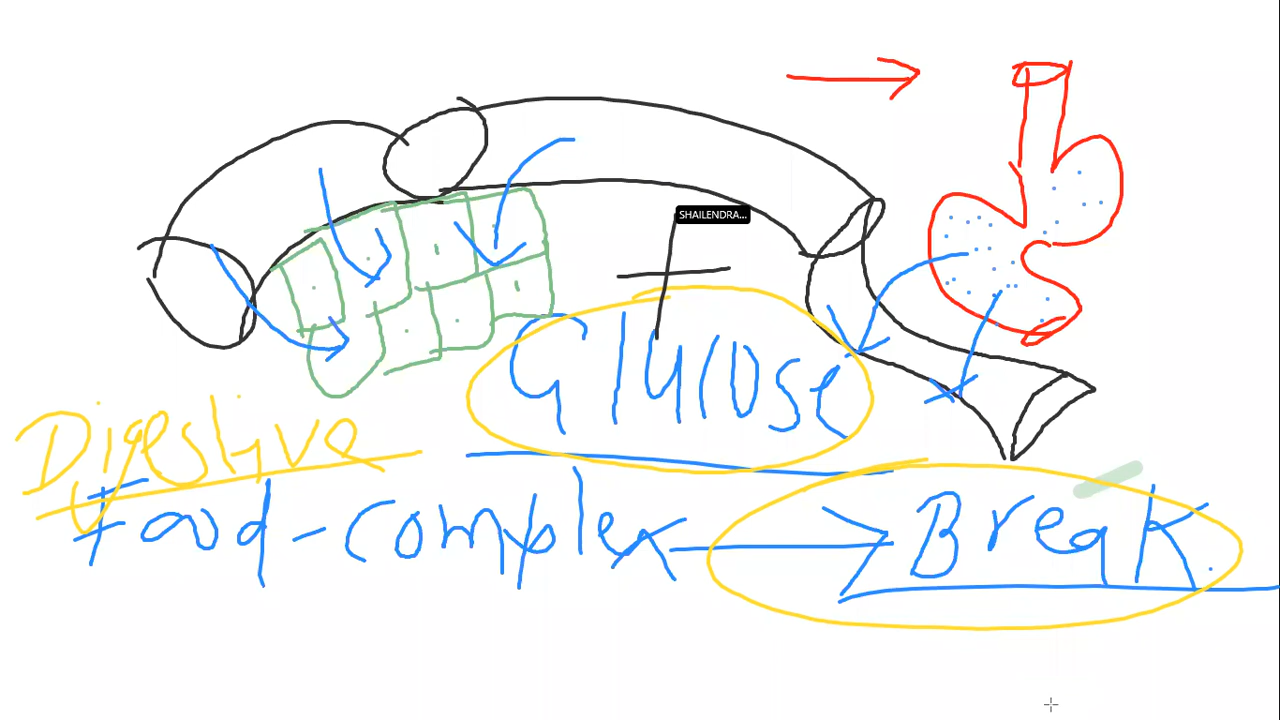 SHAILENDRA...
Glucose
Digestive
Food-complex → Break